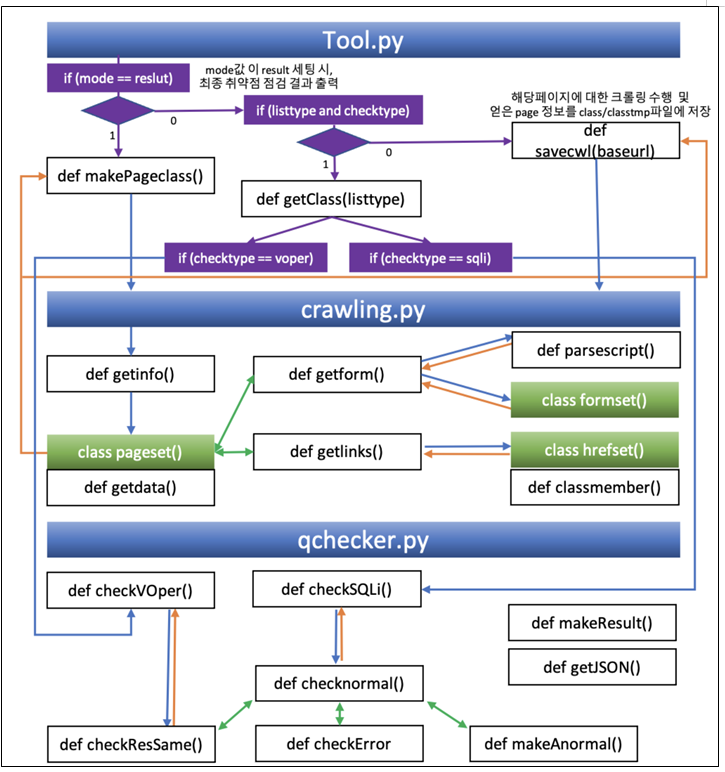 Tool.py
if (mode == reslut)
mode값 이 result 세팅 시,
최종 취약점 점검 결과 출력
0
1
if (listtype and checktype)
0
1
해당페이지에 대한 크롤링 수행 및
얻은 page 정보를 class/classtmp파일에 저장
def
savecwl(baseurl)
def makePageclass()
def getClass(listtype)
if (checktype == voper)
if (checktype == sqli)
crawling.py
def getinfo()
def getform()
def parsescript()
class formset()
class pageset()
def getdata()
def getlinks()
class hrefset()
def classmember()
qchecker.py
def checkVOper()
def checkSQLi()
def makeResult()
def getJSON()
def checknormal()
def checkResSame()
def checkError
def makeAnormal()